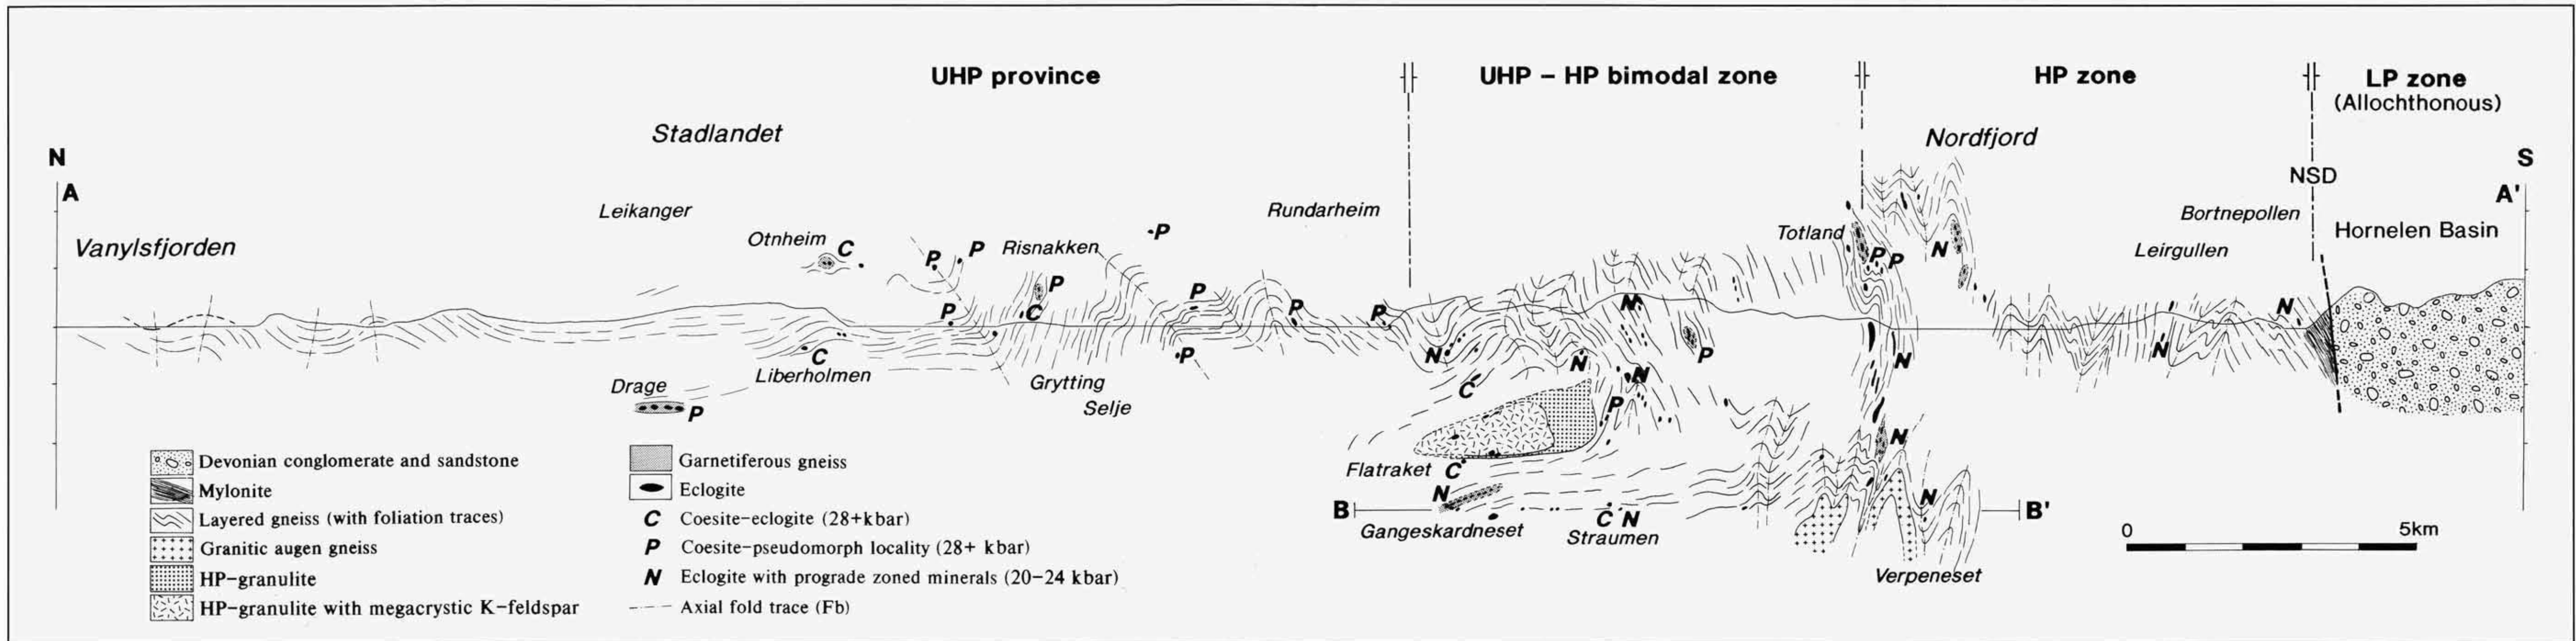 UHP province
UHP – HP bimodal zone
HP zone
LP zone
(Allochthonous)
Stadlandet
Nordfjord
N
S
A
NSD
A'
Leikanger
Rundarheim
Bortnepollen
Vanylsfjorden
Otnheim
C
P
P
Risnakken
P
Totland
N
Leirgullen
Hornelen Basin
P
P
P
P
P
C
P
P
N
N
P
C
Liberholmen
P
N
N
P
N
N
N
Drage
P
Grytting
Selje
C
P
Flatraket
C
N
N
B
N
B'
Gangeskardneset
C N
Straumen
0
5km
Verpeneset
Devonian conglomerate and sandstone
Mylonite
Layered gneiss (with foliation traces)
Granitic augen gneiss
HP-granulite
HP-granulite with megacrystic K-feldspar
Garnetiferous gneiss
Eclogite
C Coesite-eclogite (28+kbar)
P Coesite-pseudomorph locality (28+ kbar)
N Eclogite with prograde zoned minerals (20-24 kbar)
Axial fold trace (Fb)